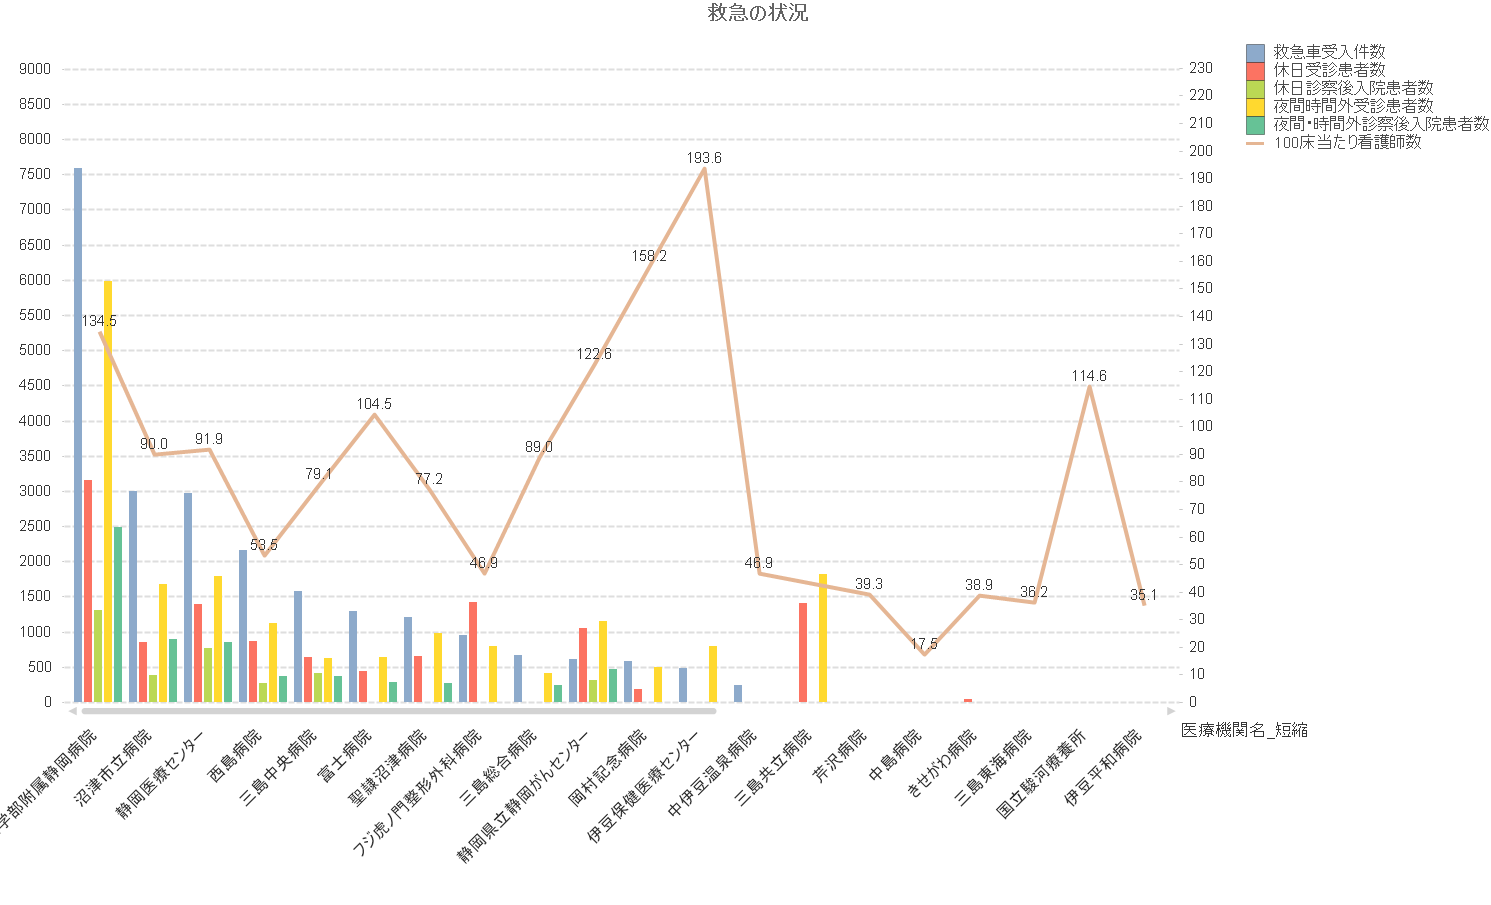 救急の状況
救急車受入件数
休日受診患者数
休日診察後入院患者数
夜間時間外受診患者数
夜間・時間外診察後入院患者数
100床当たり看護師数
9000
8500
8000
7500
7000
6500
6000
5500
5000
4500
4000
3500
3000
2500
2000
1500
1000
500
0
230
220
210
200
190
180
170
160
150
140
130
120
110
100
90
80
70
60
50
40
30
20
10
0
134.5
90.0
91.9
53.5
79.1
104.5
77.2
46.9
89.0
122.6
158.2
193.6
46.9
39.3
17.5
38.9
36.2
114.6
35.1
学部附属静岡病院
沼津市立病院
静岡医療センター
西島病院
三島中央病院
富士病院
聖隷沼津病院
フジ虎ノ門整形外科病院
三島総合病院
静岡県立静岡がんセンター
岡村記念病院
伊豆保健医療センター
中伊豆温泉病院
三島共立病院
芹沢病院
中島病院
きせがわ病院
三島東海病院
国立駿河療養所
伊豆平和病院
医療機関名_短縮